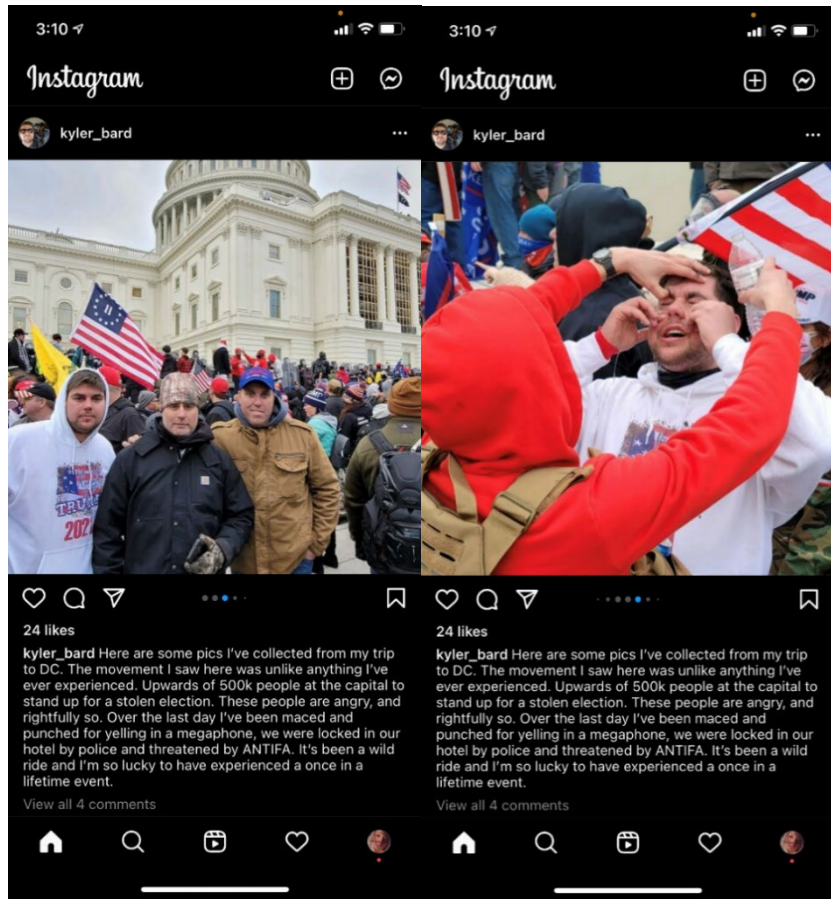 3:10
Instagram
kyler_bard
TRU
202
24 likes
kyler_bard Here are some pics I've collected from my trip
to DC. The movement I saw here was unlike anything I've
ever experienced. Upwards of 500k people at the capital to
stand up for a stolen election. These people are angry, and
rightfully so. Over the last day I've been maced and
punched for yelling in a megaphone, we were locked in our
hotel by police and threatened by ANTIFA. It's been a wild
ride and I'm so lucky to have experienced a once in a
lifetime event.
View all 4 comments
3:10
Instagram
kyler_bard
MP
24 likes
kyler_bard Here are some pics I've collected from my trip
to DC. The movement I saw here was unlike anything I've
ever experienced. Upwards of 500k people at the capital to
stand up for a stolen election. These people are angry, and
rightfully so. Over the last day I've been maced and
punched for yelling in a megaphone, we were locked in our
hotel by police and threatened by ANTIFA. It's been a wild
ride and I'm so lucky to have experienced a once in a
lifetime event.
View all 4 comments